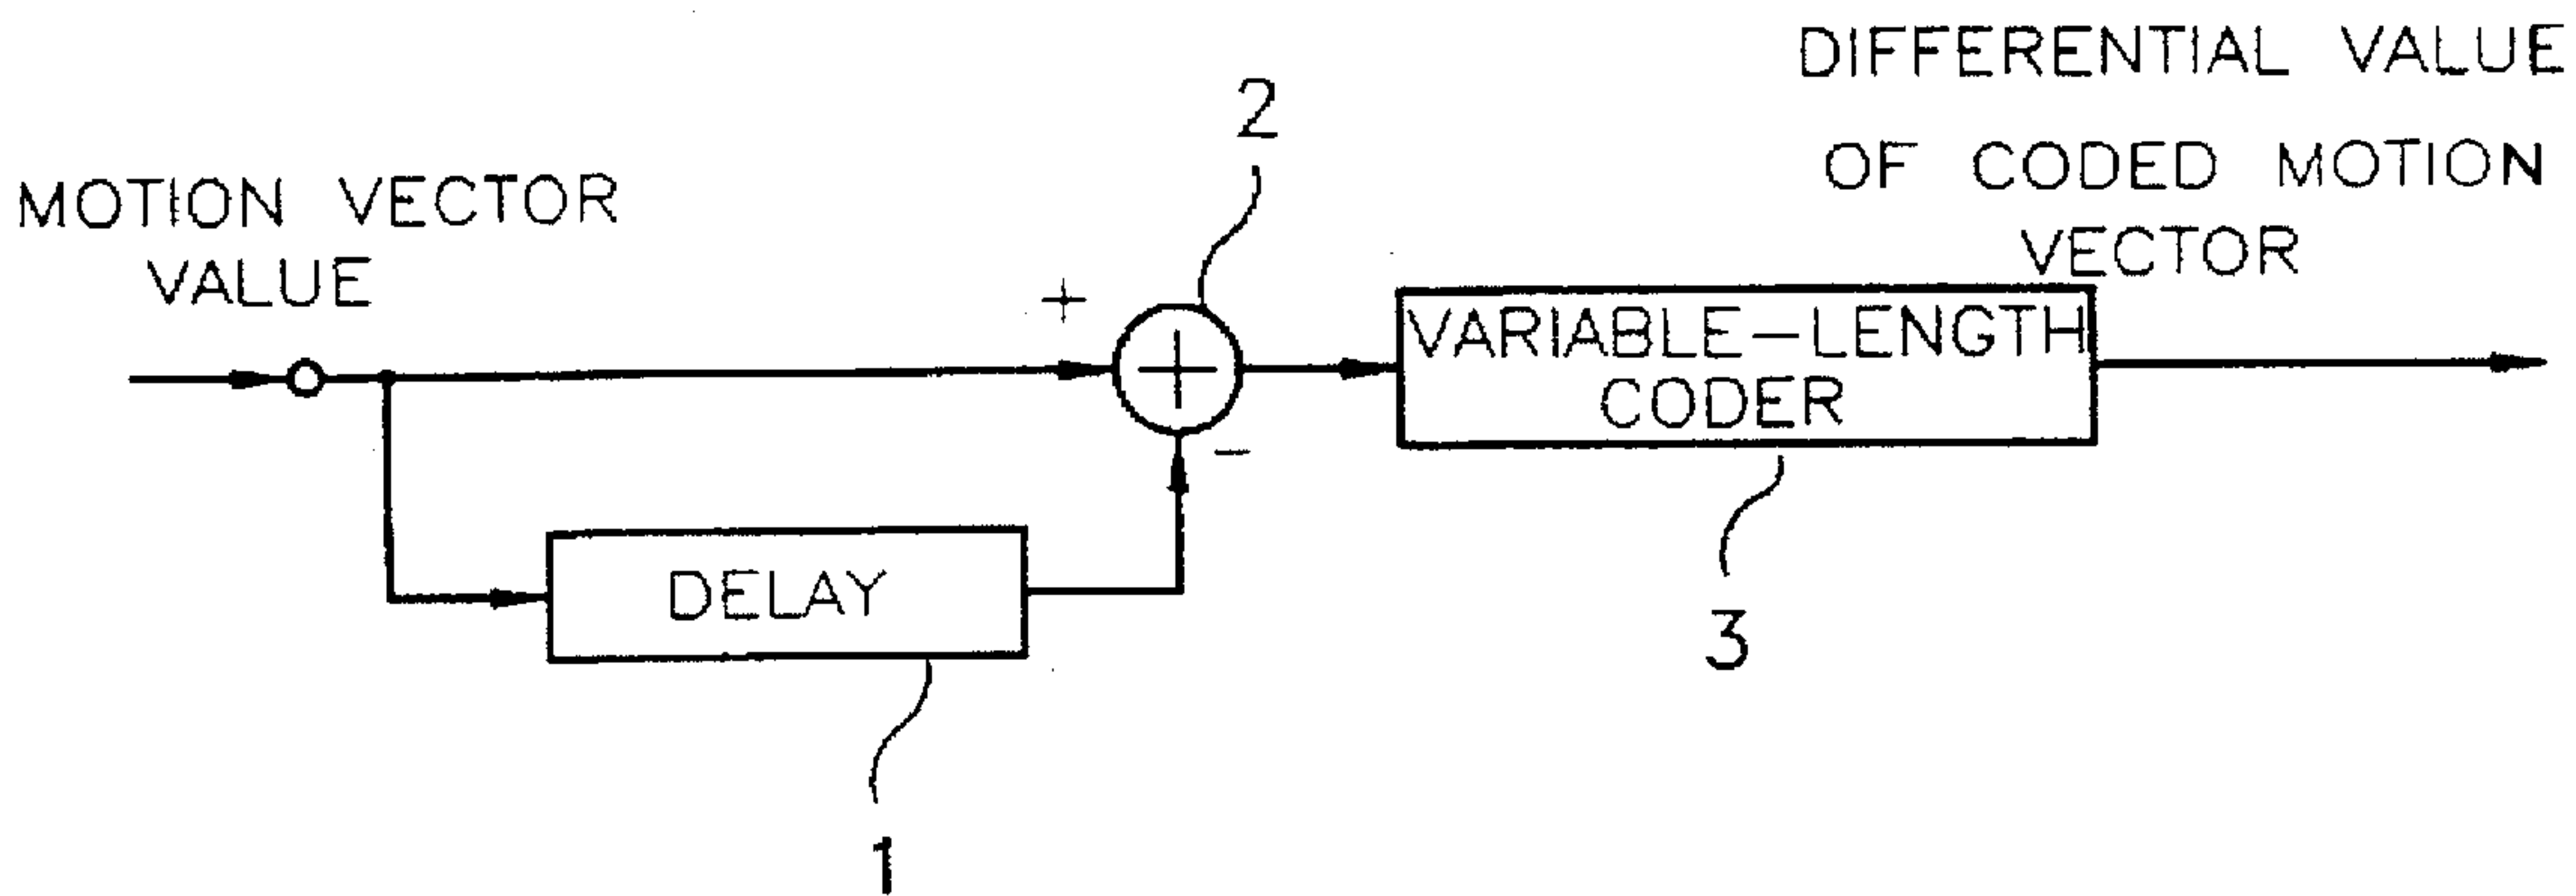 DIFFERENTIAL VALUE
OF CODED MOTION
VECTOR
2
MOTION VECTOR
VALUE
+
-
VARIABLE-LENGTH
CODER
DELAY
3
1